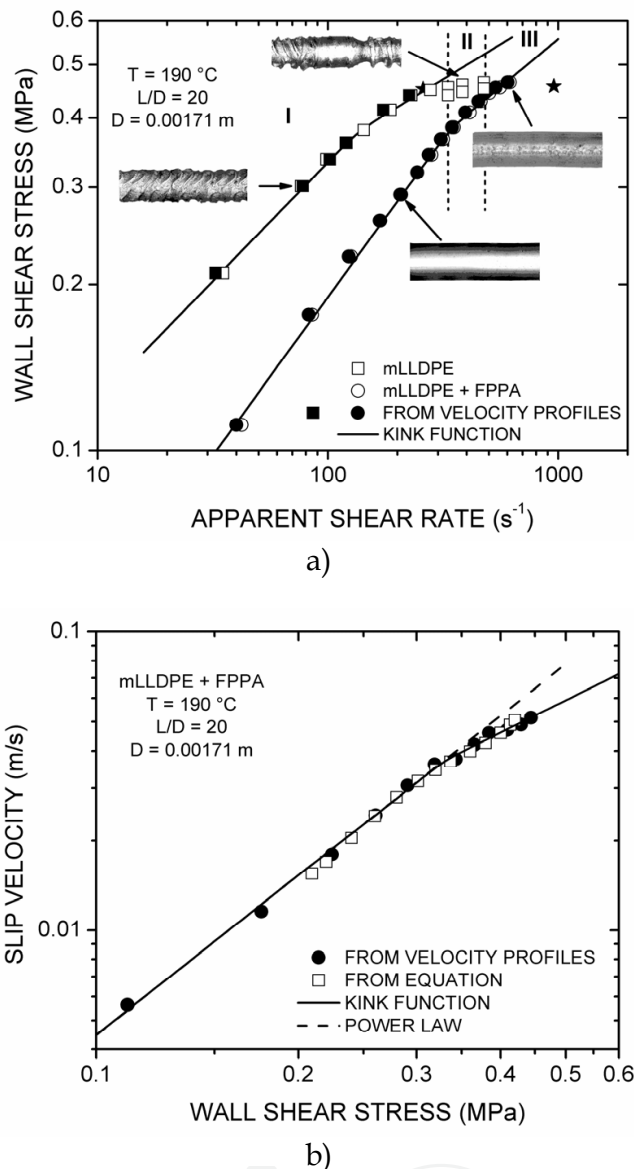 a)
0.6
0.5
0.4
0.3
0.2
0.1
WALL SHEAR STRESS (MPa)
T = 190 °C
L/D = 20
D = 0.00171 m
I
II
III
□ mLLDPE
○ mLLDPE + FPPA
■ ● FROM VELOCITY PROFILES
— KINK FUNCTION
10
100
1000
APPARENT SHEAR RATE (s⁻¹)
a)
0.1
0.01
SLIP VELOCITY (m/s)
mLLDPE + FPPA
T = 190 °C
L/D = 20
D = 0.00171 m
● FROM VELOCITY PROFILES
□ FROM EQUATION
— KINK FUNCTION
– – POWER LAW
0.1
0.2
0.3
0.4
0.5
0.6
WALL SHEAR STRESS (MPa)
b)